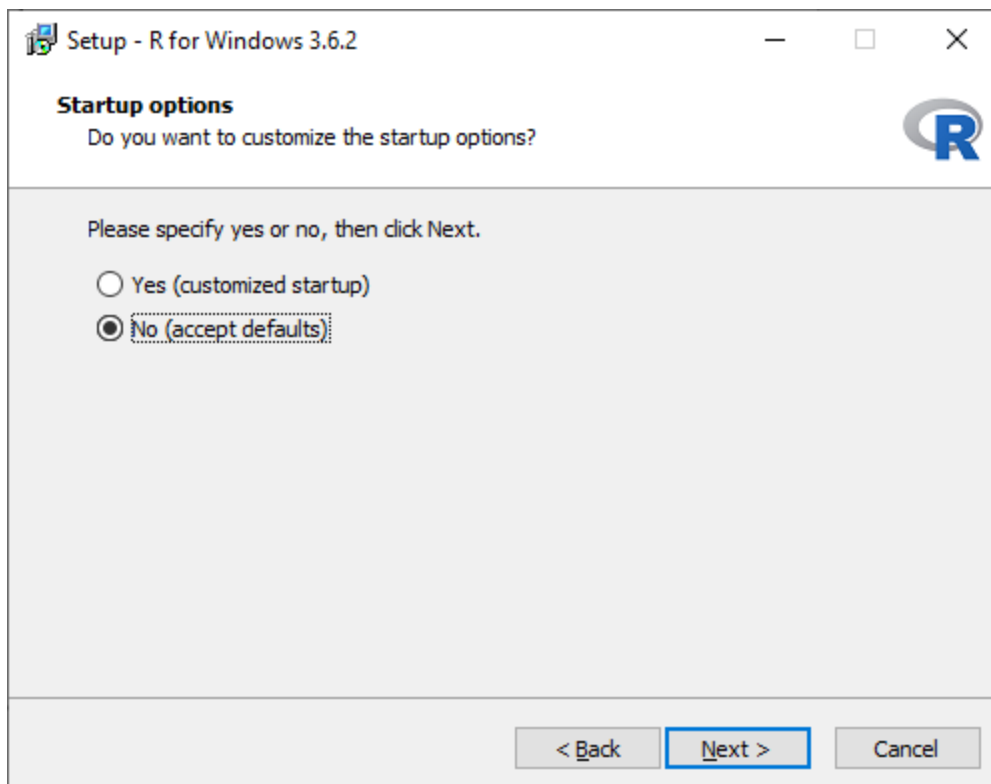 Setup - R for Windows 3.6.2
Startup options
Do you want to customize the startup options?
R
Please specify yes or no, then click Next.
Yes (customized startup)
No (accept defaults)
< Back
Next >
Cancel